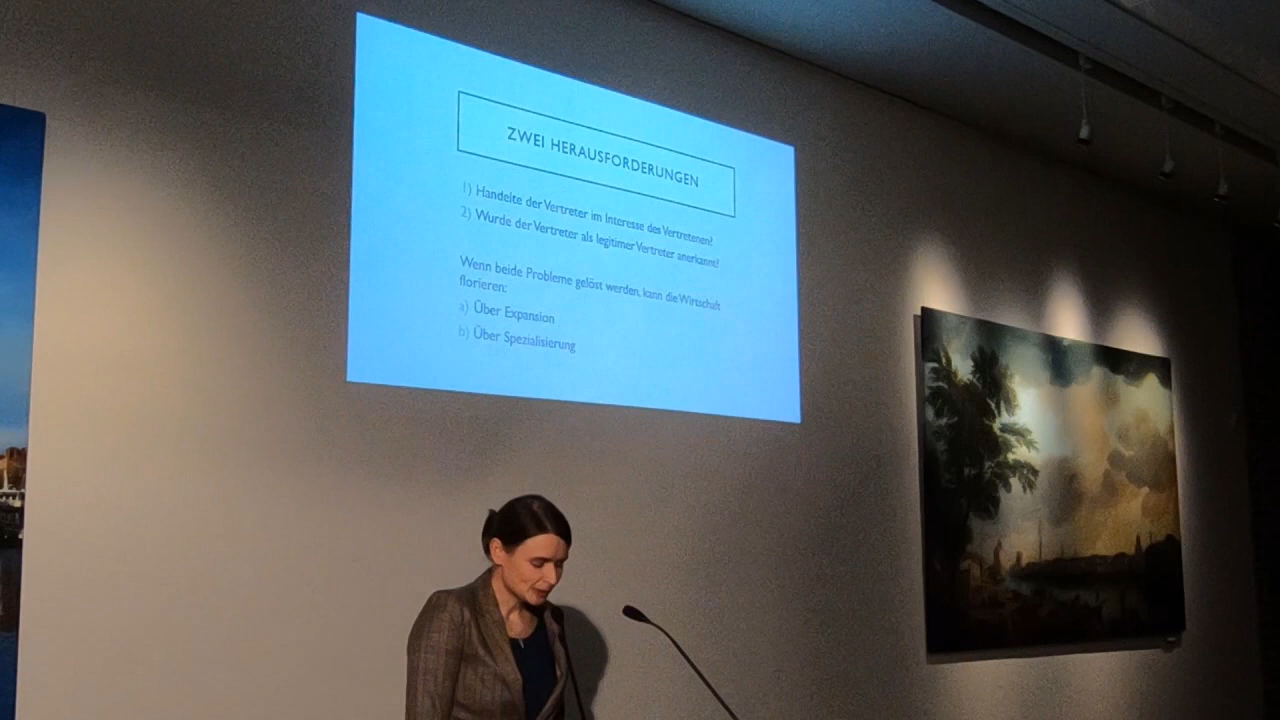 ZWEI HERAUSFORDERUNGEN
1) Handelte der Vertreter im Interesse des Vertretenen?
2) Wurde der Vertreter als legitimer Vertreter anerkannt?
Wenn beide Probleme gelöst werden, kann die Wirtschaft
florieren:
a) Über Expansion
b) Über Spezialisierung